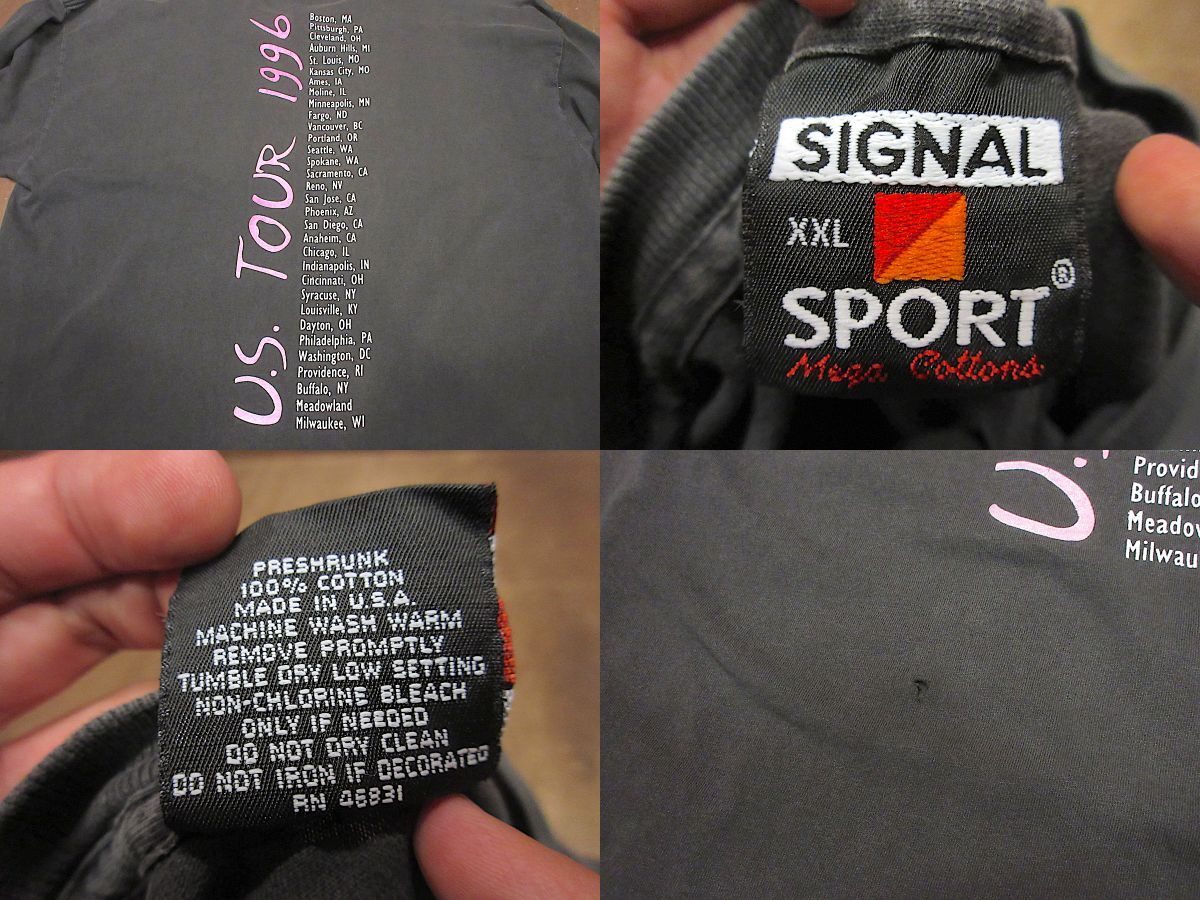 U.S. TOUR 1996
Boston, MA
Pittsburgh, PA
Cleveland, OH
Auburn Hills, MI
St. Louis, MO
Kansas City, MO
Ames, IA
Moline, IL
Minneapolis, MN
Fargo, ND
Vancouver, BC
Portland, OR
Seattle, WA
Spokane, WA
Sacramento, CA
Reno, NV
San Jose, CA
Phoenix, AZ
San Diego, CA
Anaheim, CA
Chicago, IL
Indianapolis, IN
Cincinnati, OH
Syracuse, NY
Louisville, KY
Dayton, OH
Philadelphia, PA
Washington, DC
Providence, RI
Buffalo, NY
Meadowland
Milwaukee, WI
SIGNAL
XXL
SPORT®
Mega Cottons
PRESHRUNK
100% COTTON
MADE IN U.S.A.
MACHINE WASH WARM
REMOVE PROMPTLY
TUMBLE DRY LOW SETTING
NON-CHLORINE BLEACH
ONLY IF NEEDED
DO NOT DRY CLEAN
DO NOT IRON IF DECORATED
RN 46831
U.
Provid
Buffalo
Meadow
Milwau